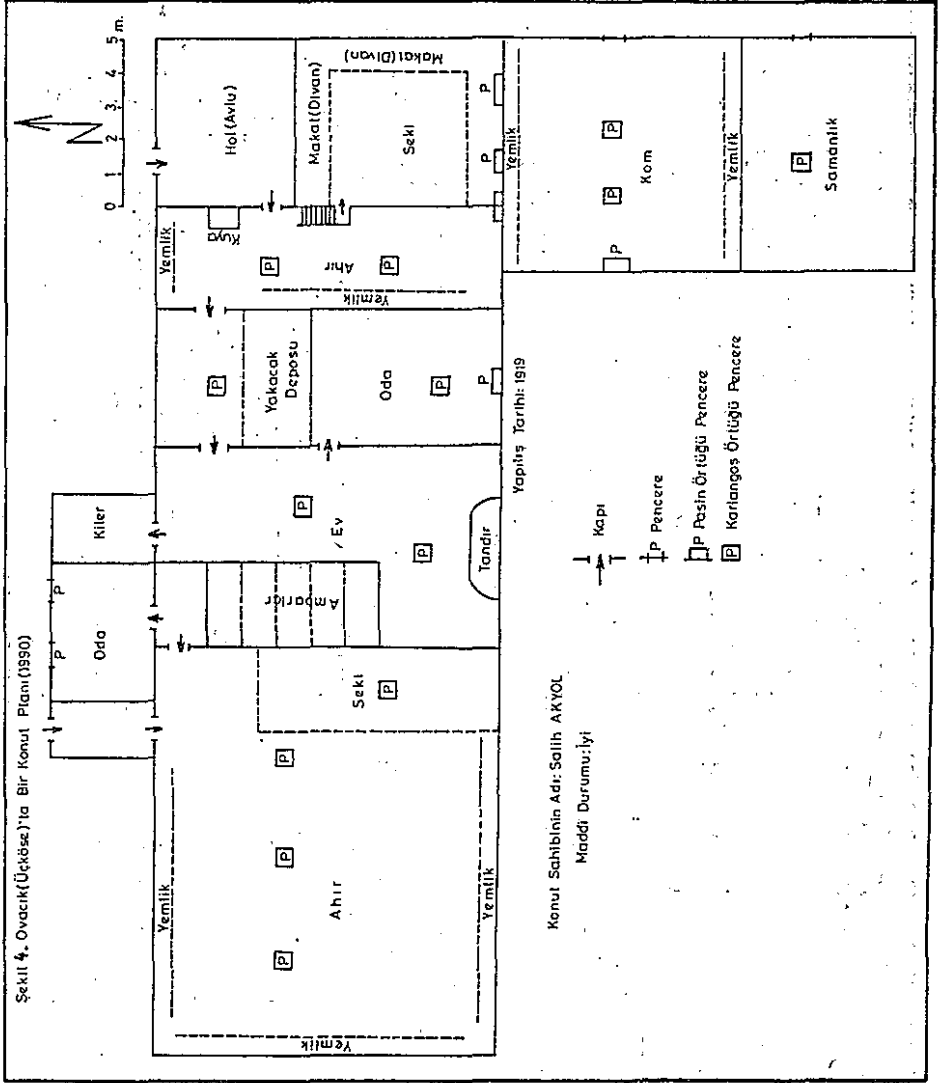 Şekil 4. Ovacık(Üçköse)'ta Bir Konut Planı(1990)
N
0 1 2 3 4 5 m.
P P
Oda
Kiler
Hol(Avlu)
Makat(Divan)
Makat(Divan)
Seki
P P
Yemlik
Kuyu
P
Ahır
P
Yemlik
P
Yakacak
Deposu
Oda
P
P
P
Ev
P
Ambarlar
Tandır
Seki
P
Yemlik
P P P
Ahır
Yemlik
Yemlik
Yemlik
P
P P
Kom
Yemlik
P
Samanlık
Yapılış Tarihi: 1919
Kapı
P Pencere
P Pasin Örtüğü Pencere
P Karlangoş Örtüğü Pencere
Konut Sahibinin Adı: Salih AKYOL
Maddi Durumu: İyi